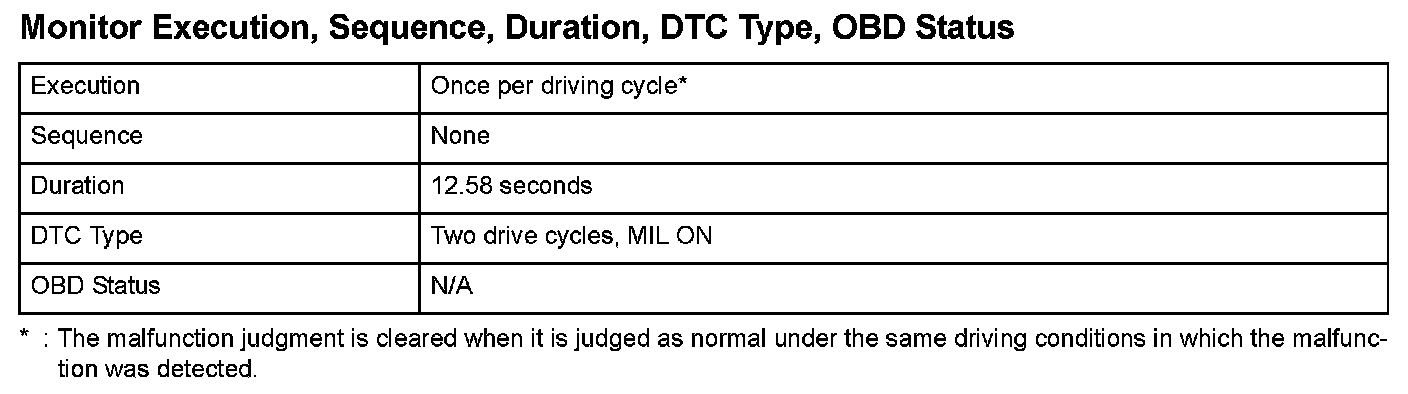 Monitor Execution, Sequence, Duration, DTC Type, OBD Status
Execution Once per driving cycle*
Sequence None
Duration 12.58 seconds
DTC Type Two drive cycles, MIL ON
OBD Status N/A
* : The malfunction judgment is cleared when it is judged as normal under the same driving conditions in which the malfunc-
tion was detected.